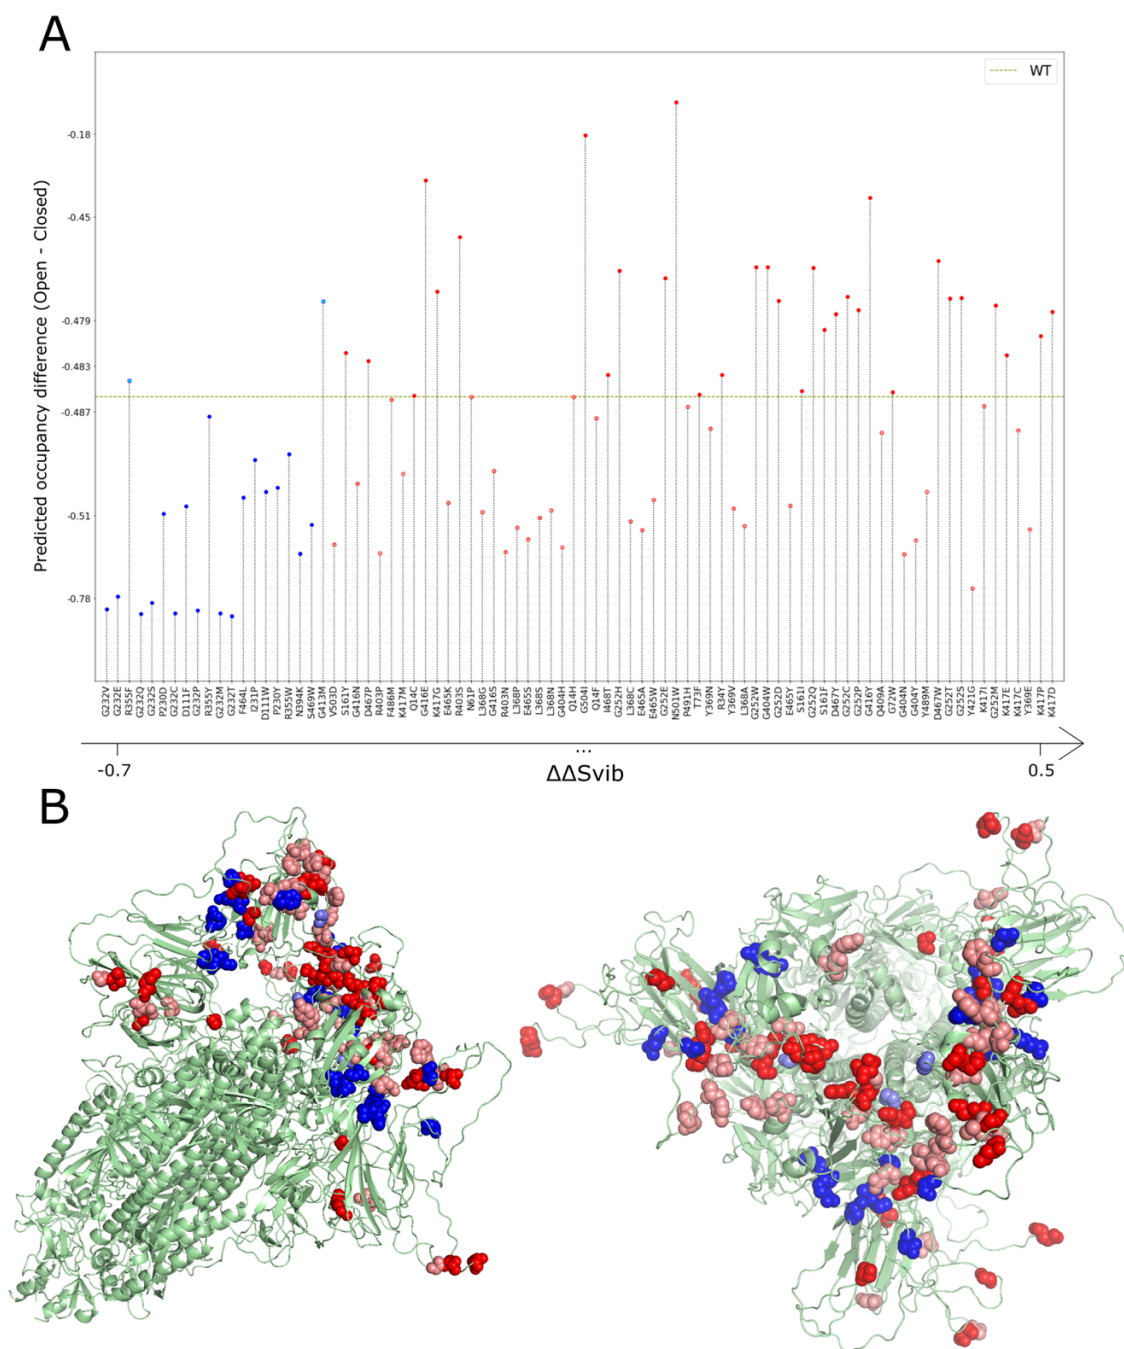 A
WT
Predicted occupancy difference (Open - Closed)
-0.18
-0.45
-0.479
-0.483
-0.487
-0.51
-0.78
G232V
G232E
R355F
G232Q
G232S
P230D
G232C
D111F
G232P
R355Y
G232M
G232T
F464L
I231P
D111W
P230Y
R355W
N394K
S469W
G413M
V503D
S161Y
G416N
D467P
R403P
F486M
K417M
Q14C
G416E
K417G
E465K
R403S
N61P
L368G
G416S
R403N
L368P
E465S
L368S
L368N
G404H
Q14H
G504I
Q14F
I468T
G252H
L368C
E465A
E465W
G252E
N501W
P491H
T73F
Y369N
R34Y
Y369V
L368A
G252W
G404W
G252D
E465Y
S161I
G252Q
S161F
D467Y
G252C
G252P
G416Y
Q409A
G72W
G404N
G404Y
Y489M
D467W
G252T
G252S
Y421G
K417I
G252M
K417E
K417C
Y369E
K417P
K417D
-0.7
...
0.5
ΔΔSvib
B